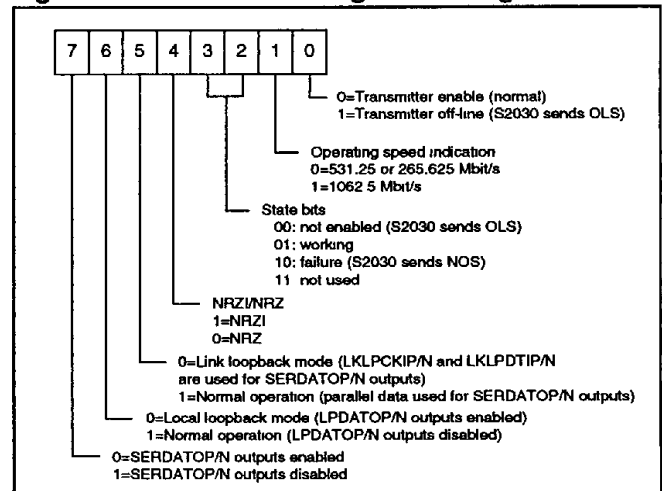 7 6 5 4 3 2 1 0
0=Transmitter enable (normal)
1=Transmitter off-line (S2030 sends OLS)
Operating speed indication
0=531.25 or 265.625 Mbit/s
1=1062 5 Mbit/s
State bits
00: not enabled (S2030 sends OLS)
01: working
10: failure (S2030 sends NOS)
11 not used
NRZI/NRZ
1=NRZI
0=NRZ
0=Link loopback mode (LKLPCKIP/N and LKLPDTIP/N
are used for SERDATOP/N outputs)
1=Normal operation (parallel data used for SERDATOP/N outputs)
0=Local loopback mode (LPDATOP/N outputs enabled)
1=Normal operation (LPDATOP/N outputs disabled)
0=SERDATOP/N outputs enabled
1=SERDATOP/N outputs disabled